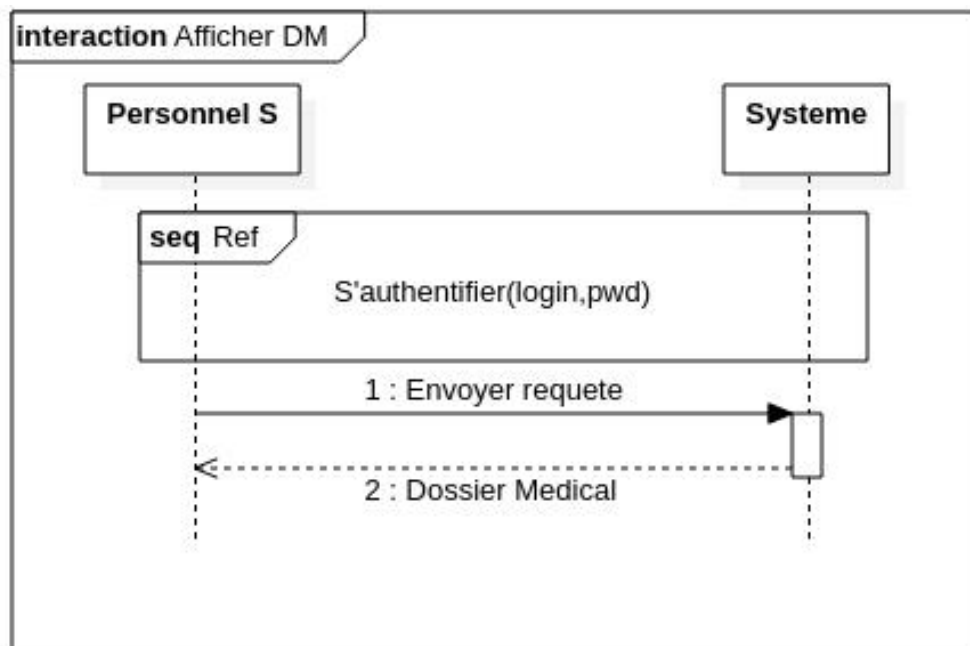 interaction Afficher DM
Personnel S
Systeme
seq Ref
S'authentifier(login,pwd)
1 : Envoyer requete
2 : Dossier Medical